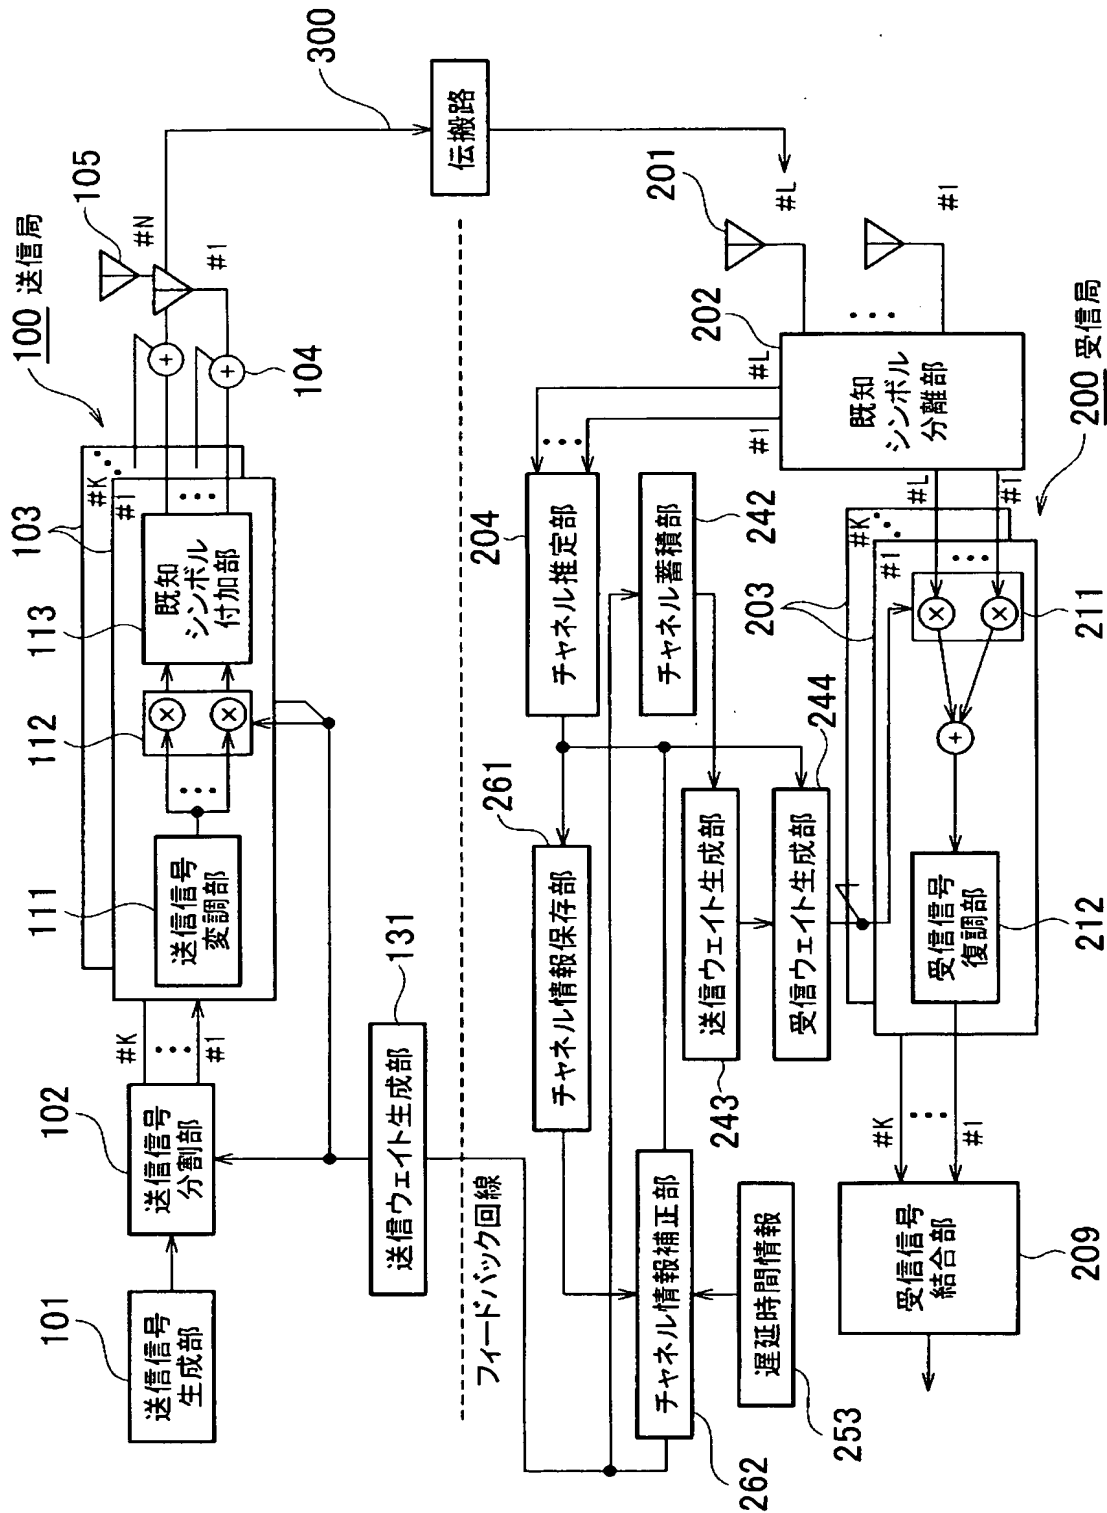 100 送信局
101
送信信号
生成部
102
送信信号
分割部
#K
#1
103
#K
#1
111
送信信号
変調部
112
113
既知
シンボル
付加部
104
105
#N
#1
300
伝搬路
131
送信ウェイト生成部
フィードバック回線
201
#L
#1
202
既知
シンボル
分離部
#L
#1
#L
#1
204
チャネル推定部
242
チャネル蓄積部
261
チャネル情報保存部
243
送信ウェイト生成部
244
受信ウェイト生成部
262
チャネル情報補正部
253
遅延時間情報
200 受信局
203
#K
#1
211
212
受信信号
復調部
#K
#1
209
受信信号
結合部